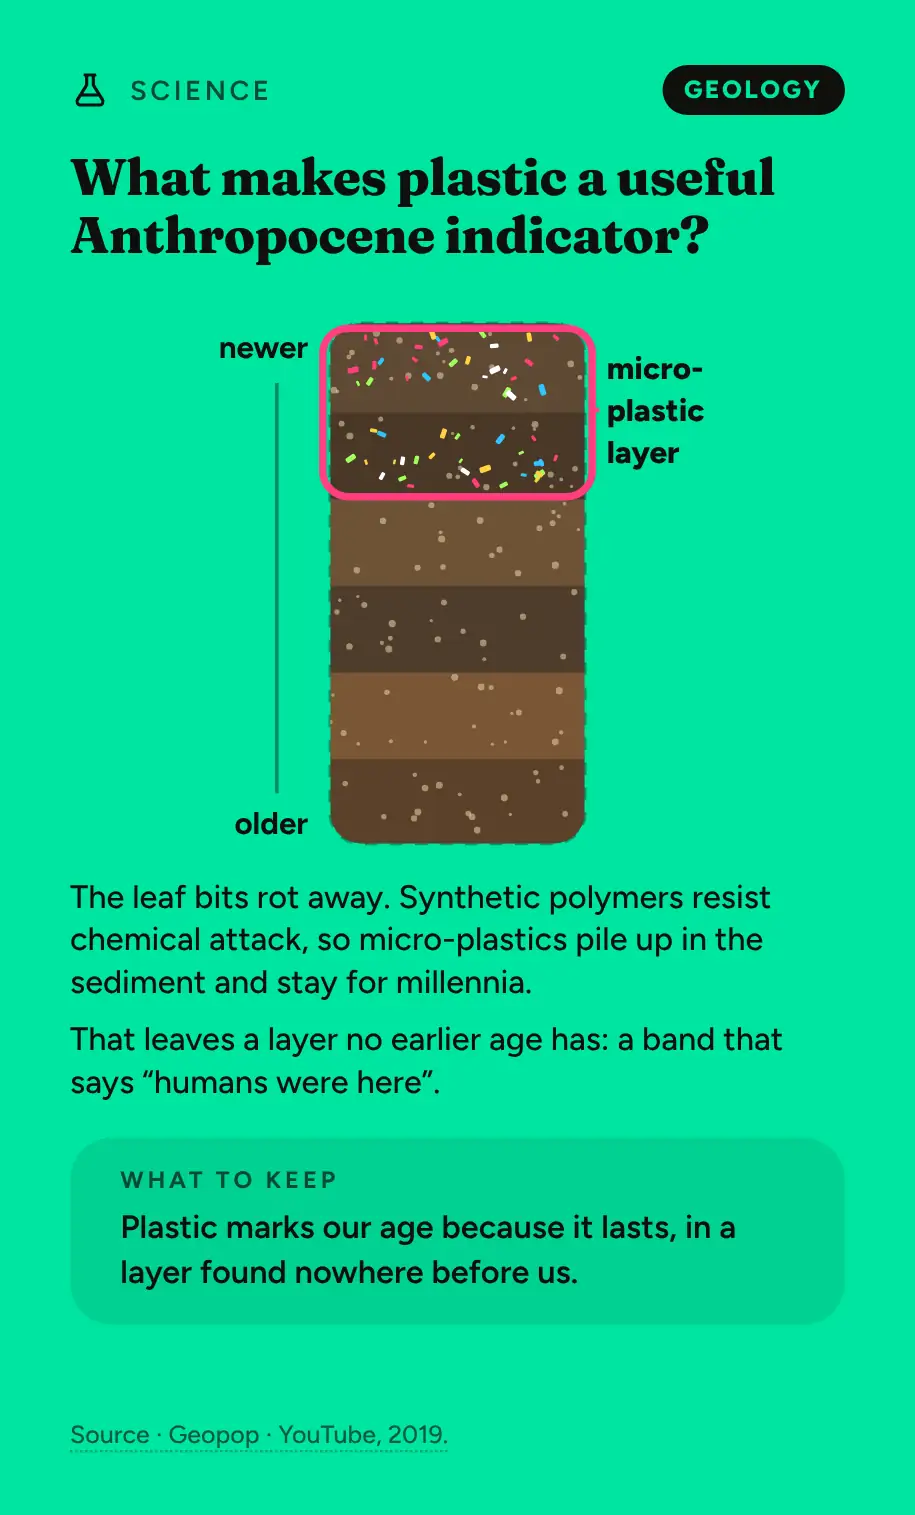 SCIENCE
GEOLOGY
What makes plastic a useful
Anthropocene indicator?
newer
micro-
plastic
layer
older
The leaf bits rot away. Synthetic polymers resist
chemical attack, so micro-plastics pile up in the
sediment and stay for millennia.
That leaves a layer no earlier age has: a band that
says “humans were here”.
WHAT TO KEEP
Plastic marks our age because it lasts, in a
layer found nowhere before us.
Source · Geopop · YouTube, 2019.